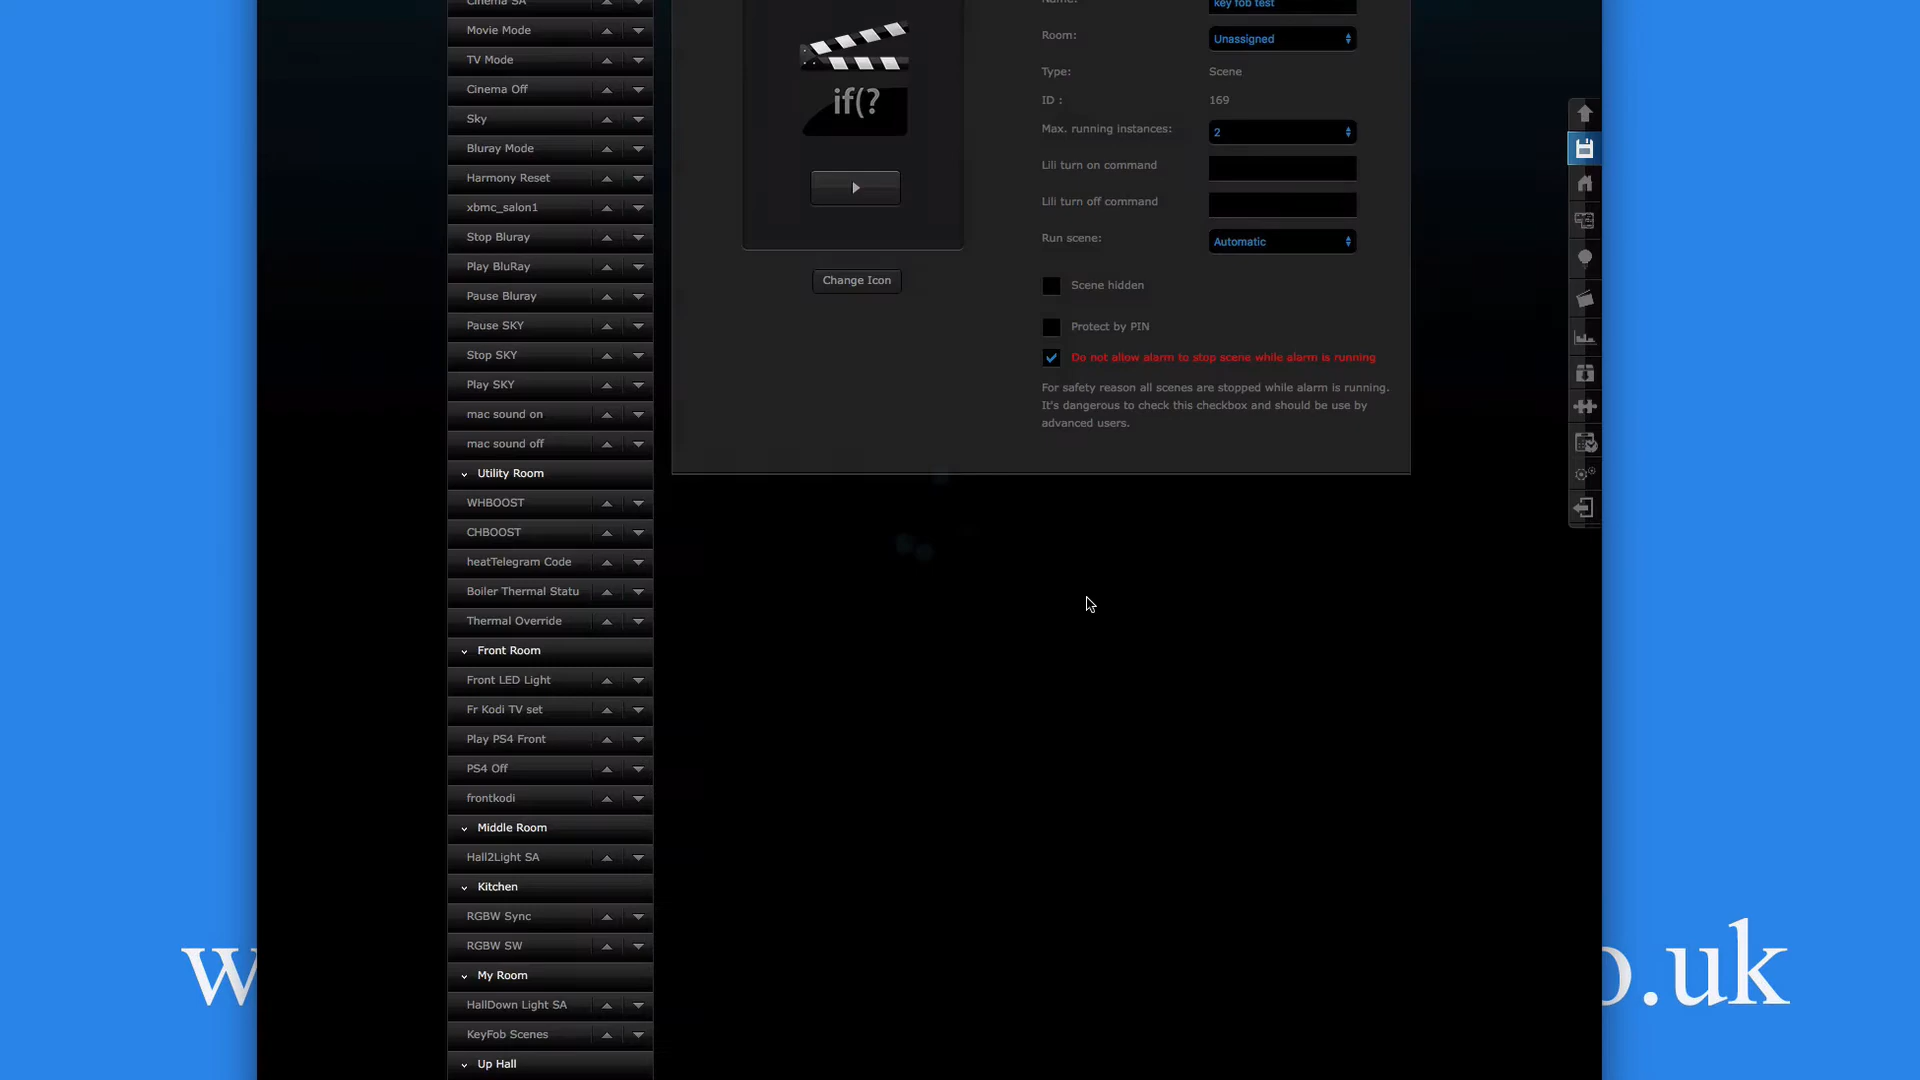 Cinema SA
Movie Mode
TV Mode
Cinema Off
Sky
Bluray Mode
Harmony Reset
xbmc_salon1
Stop Bluray
Play BluRay
Pause Bluray
Pause SKY
Stop SKY
Play SKY
mac sound on
mac sound off
Utility Room
WHBOOST
CHBOOST
heatTelegram Code
Boiler Thermal Statu
Thermal Override
Front Room
Front LED Light
Fr Kodi TV set
Play PS4 Front
PS4 Off
frontkodi
Middle Room
Hall2Light SA
Kitchen
RGBW Sync
RGBW SW
My Room
HallDown Light SA
KeyFob Scenes
Up Hall
if(?
Change Icon
key fob test
Room: Unassigned
Type: Scene
ID : 169
Max. running instances: 2
Lili turn on command
Lili turn off command
Run scene: Automatic
Scene hidden
Protect by PIN
Do not allow alarm to stop scene while alarm is running
For safety reason all scenes are stopped while alarm is running.
It's dangerous to check this checkbox and should be use by
advanced users.
w
o.uk